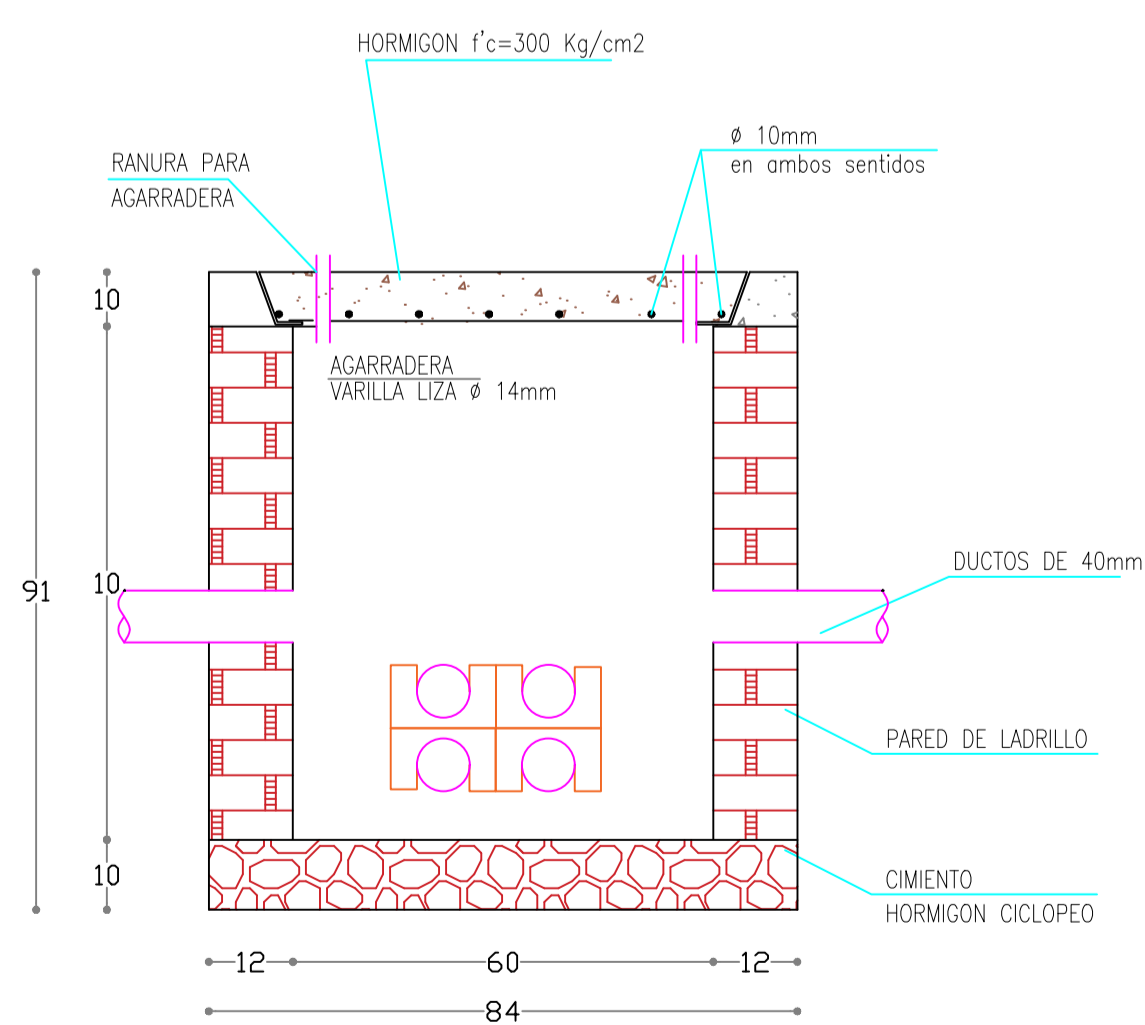 HORMIGON f'c=300 Kg/cm2
ø 10mm
en ambos sentidos
RANURA PARA
AGARRADERA
10
AGARRADERA
VARILLA LIZA ø 14mm
DUCTOS DE 40mm
91
10
PARED DE LADRILLO
10
CIMIENTO
HORMIGON CICLOPEO
12
60
12
84